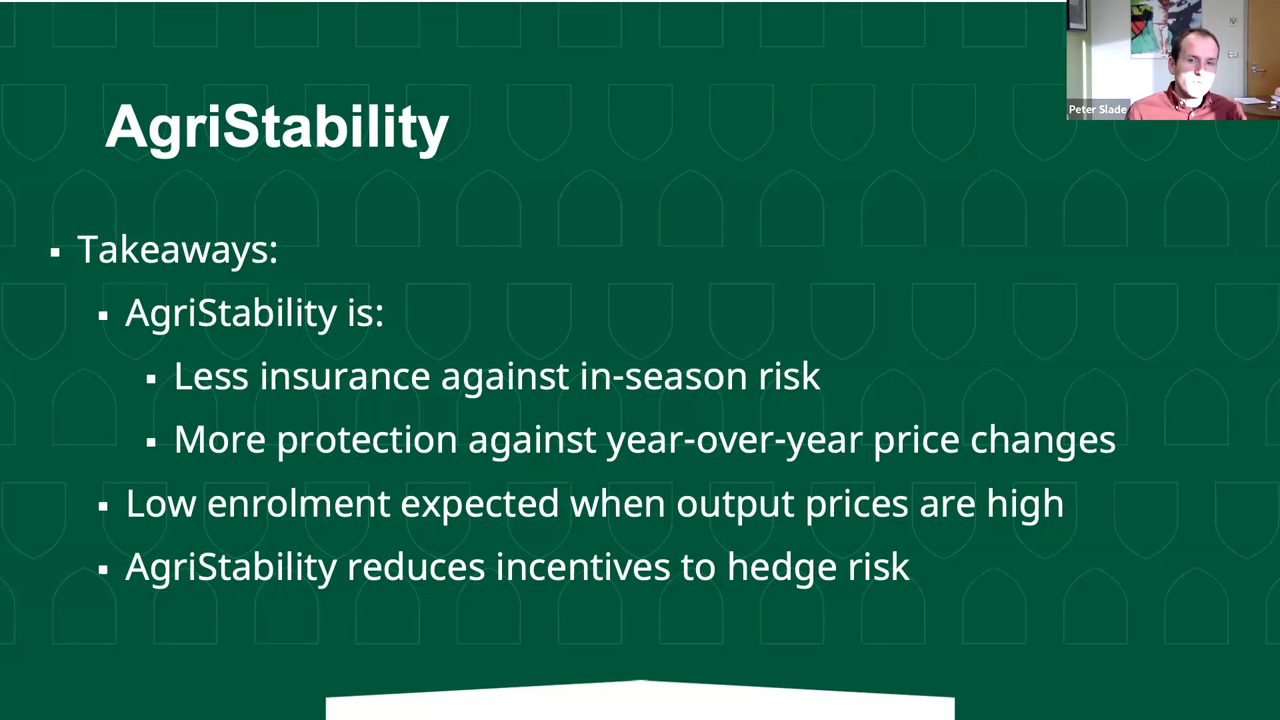 Peter Slade
AgriStability
▪ Takeaways:
▪ AgriStability is:
▪ Less insurance against in-season risk
▪ More protection against year-over-year price changes
▪ Low enrolment expected when output prices are high
▪ AgriStability reduces incentives to hedge risk